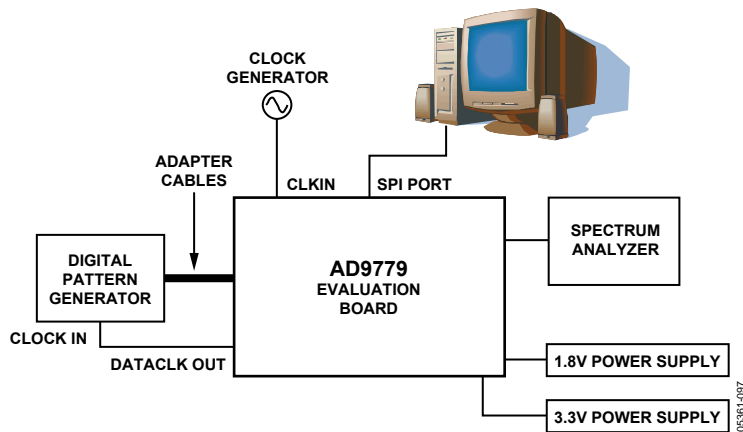 CLOCK
GENERATOR
ADAPTER
CABLES
CLKIN
SPI PORT
DIGITAL
PATTERN
GENERATOR
AD9779
EVALUATION
BOARD
SPECTRUM
ANALYZER
CLOCK IN
DATACLK OUT
1.8V POWER SUPPLY
3.3V POWER SUPPLY
05361-097